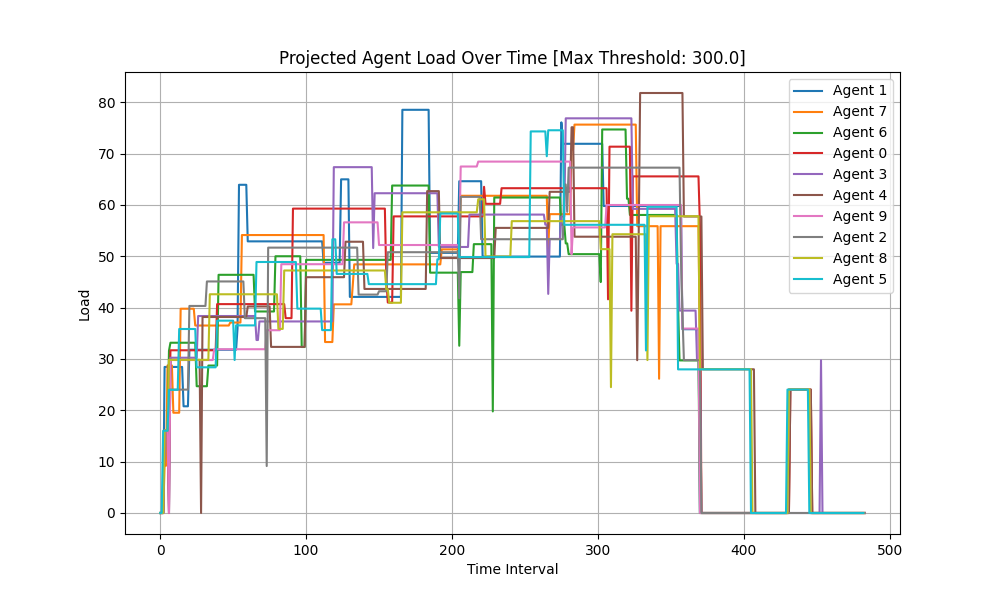 Projected Agent Load Over Time [Max Threshold: 300.0]
Load
80
70
60
50
40
30
20
10
0
0 100 200 300 400 500
Time Interval
Agent 1
Agent 7
Agent 6
Agent 0
Agent 3
Agent 4
Agent 9
Agent 2
Agent 8
Agent 5